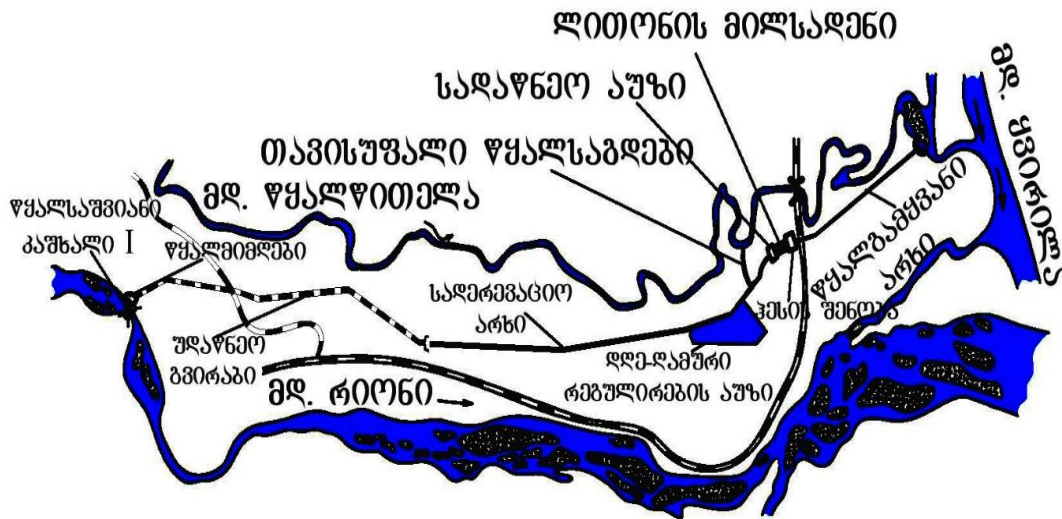 ლითონის მილსადენი
სადაწნეო აუზი
თავისუფალი წყალსაგდები
მდ. წყალწითელა
წყალსაშვიანი
კაშხალი I
წყალმიმღები
უდაწნეო
გვირაბი
სადერევაციო
არხი
დღე-ღამური
რეგულირების აუზი
მდ. რიონი
ჰესის შენობა
წყალგამყვანი
არხი
მდ. ყვირილა